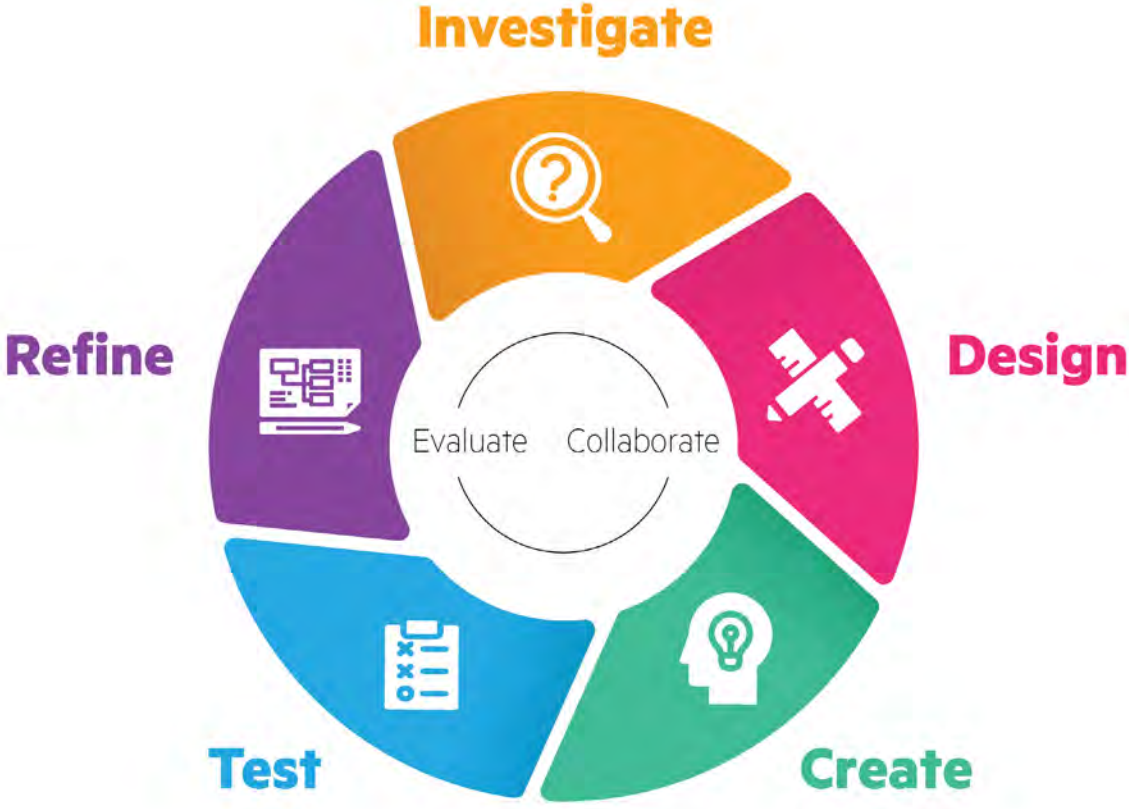 Investigate
Refine
Design
Evaluate Collaborate
Test
Create